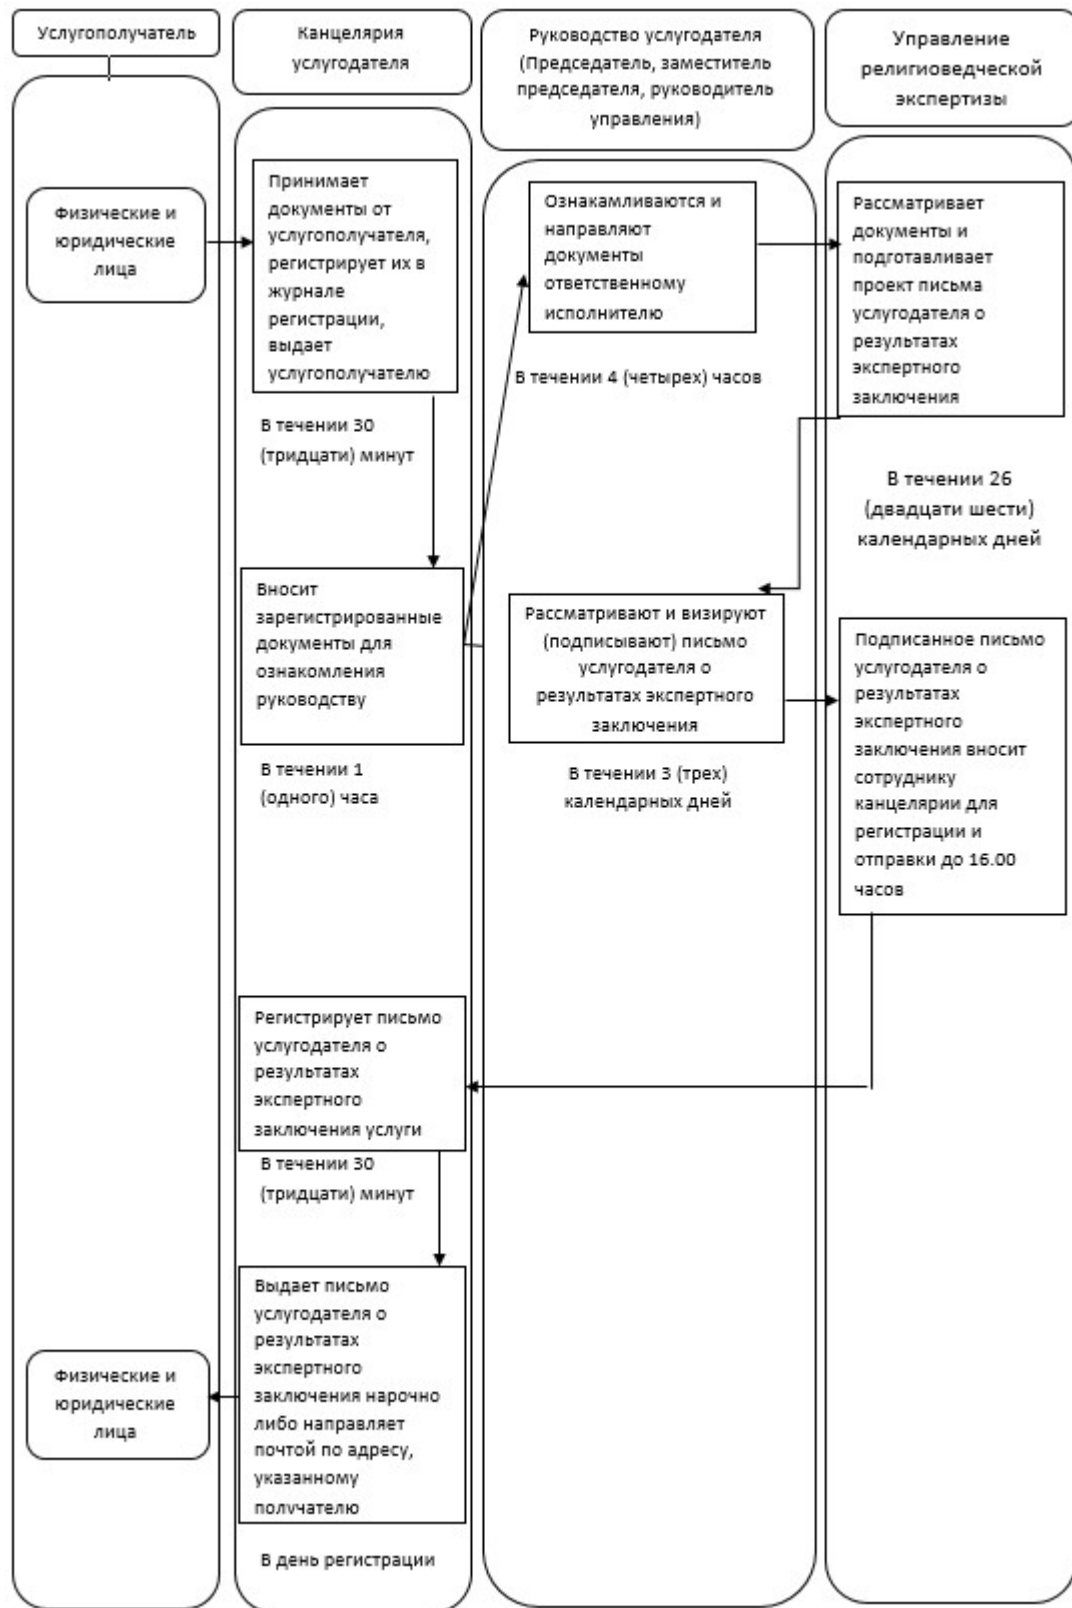 Услугополучатель
Канцелярия
услугодателя
Руководство услугодателя
(Председатель, заместитель
председателя, руководитель
управления)
Управление
религиоведческой
экспертизы
Физические и
юридические
лица
Принимает
документы от
услугополучателя,
регистрирует их в
журнале
регистрации,
выдает
услугополучателю
В течении 30
(тридцати) минут
Ознакамливаются и
направляют
документы
ответственному
исполнителю
В течении 4 (четырех) часов
Рассматривает
документы и
подготавливает
проект письма
услугодателя о
результатах
экспертного
заключения
В течении 26
(двадцати шести)
календарных дней
Вносит
зарегистрированные
документы для
ознакомления
руководству
В течении 1
(одного) часа
Рассматривают и визируют
(подписывают) письмо
услугодателя о
результатах экспертного
заключения
В течении 3 (трех)
календарных дней
Подписанное письмо
услугодателя о
результатах
экспертного
заключения вносит
сотруднику
канцелярии для
регистрации и
отправки до 16.00
часов
Регистрирует письмо
услугодателя о
результатах
экспертного
заключения услуги
В течении 30
(тридцати) минут
Выдает письмо
услугодателя о
результатах
экспертного
заключения нарочно
либо направляет
почтой по адресу,
указанному
получателю
В день регистрации
Физические и
юридические
лица